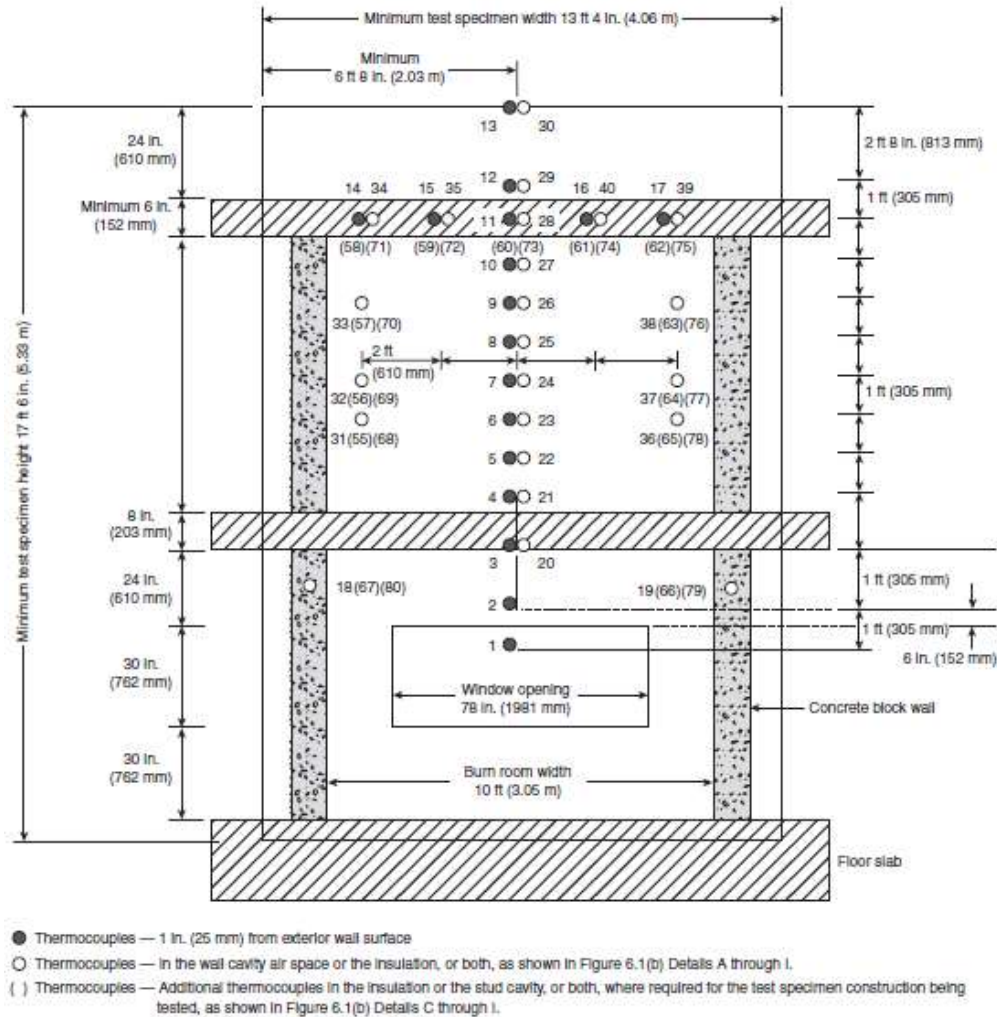 Minimum test specimen width 13 ft 4 in. (4.06 m)
Minimum
6 ft 8 in. (2.03 m)
13 30
24 in.
(610 mm)
2 ft 8 in. (813 mm)
12 29
14 34 15 35 16 40 17 39
1 ft (305 mm)
Minimum 6 in.
(152 mm)
11 28
(58)(71) (59)(72) (60)(73) (61)(74) (62)(75)
10 27
9 26
33(57)(70) 38(63)(76)
8 25
2 ft
(610 mm)
7 24
1 ft (305 mm)
32(56)(69) 37(64)(77)
6 23
31(55)(68) 36(65)(78)
5 22
4 21
Minimum test specimen height 17 ft 6 in. (5.33 m)
8 in.
(203 mm)
3 20
24 in.
(610 mm)
18(67)(80) 19(66)(79)
1 ft (305 mm)
2
1 ft (305 mm)
1
6 in. (152 mm)
30 in.
(762 mm)
Window opening
78 in. (1981 mm)
Concrete block wall
30 in.
(762 mm)
Burn room width
10 ft (3.05 m)
Floor slab
Thermocouples — 1 in. (25 mm) from exterior wall surface
Thermocouples — in the wall cavity air space or the insulation, or both, as shown in Figure 6.1(b) Details A through I.
( ) Thermocouples — Additional thermocouples in the insulation or the stud cavity, or both, where required for the test specimen construction being
tested, as shown in Figure 6.1(b) Details C through I.